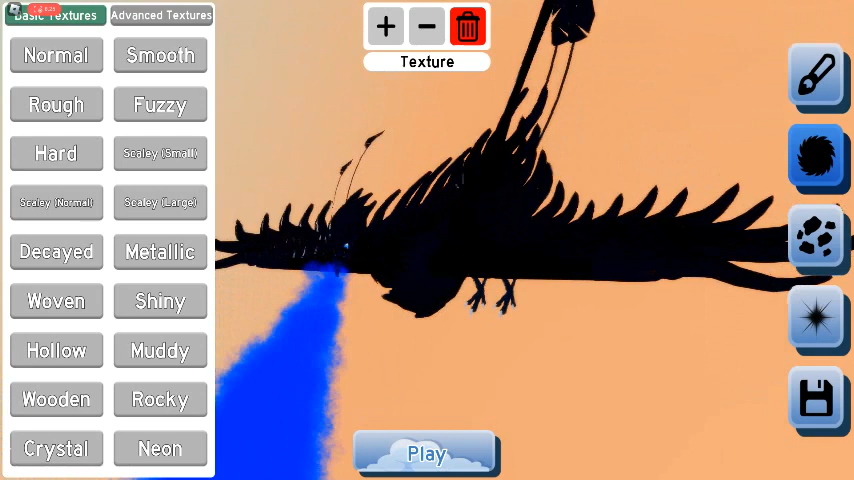 Basic Textures
Advanced Textures
Normal
Smooth
Rough
Fuzzy
Hard
Scaley (Small)
Scaley (Normal)
Scaley (Large)
Decayed
Metallic
Woven
Shiny
Hollow
Muddy
Wooden
Rocky
Crystal
Neon
Texture
Play